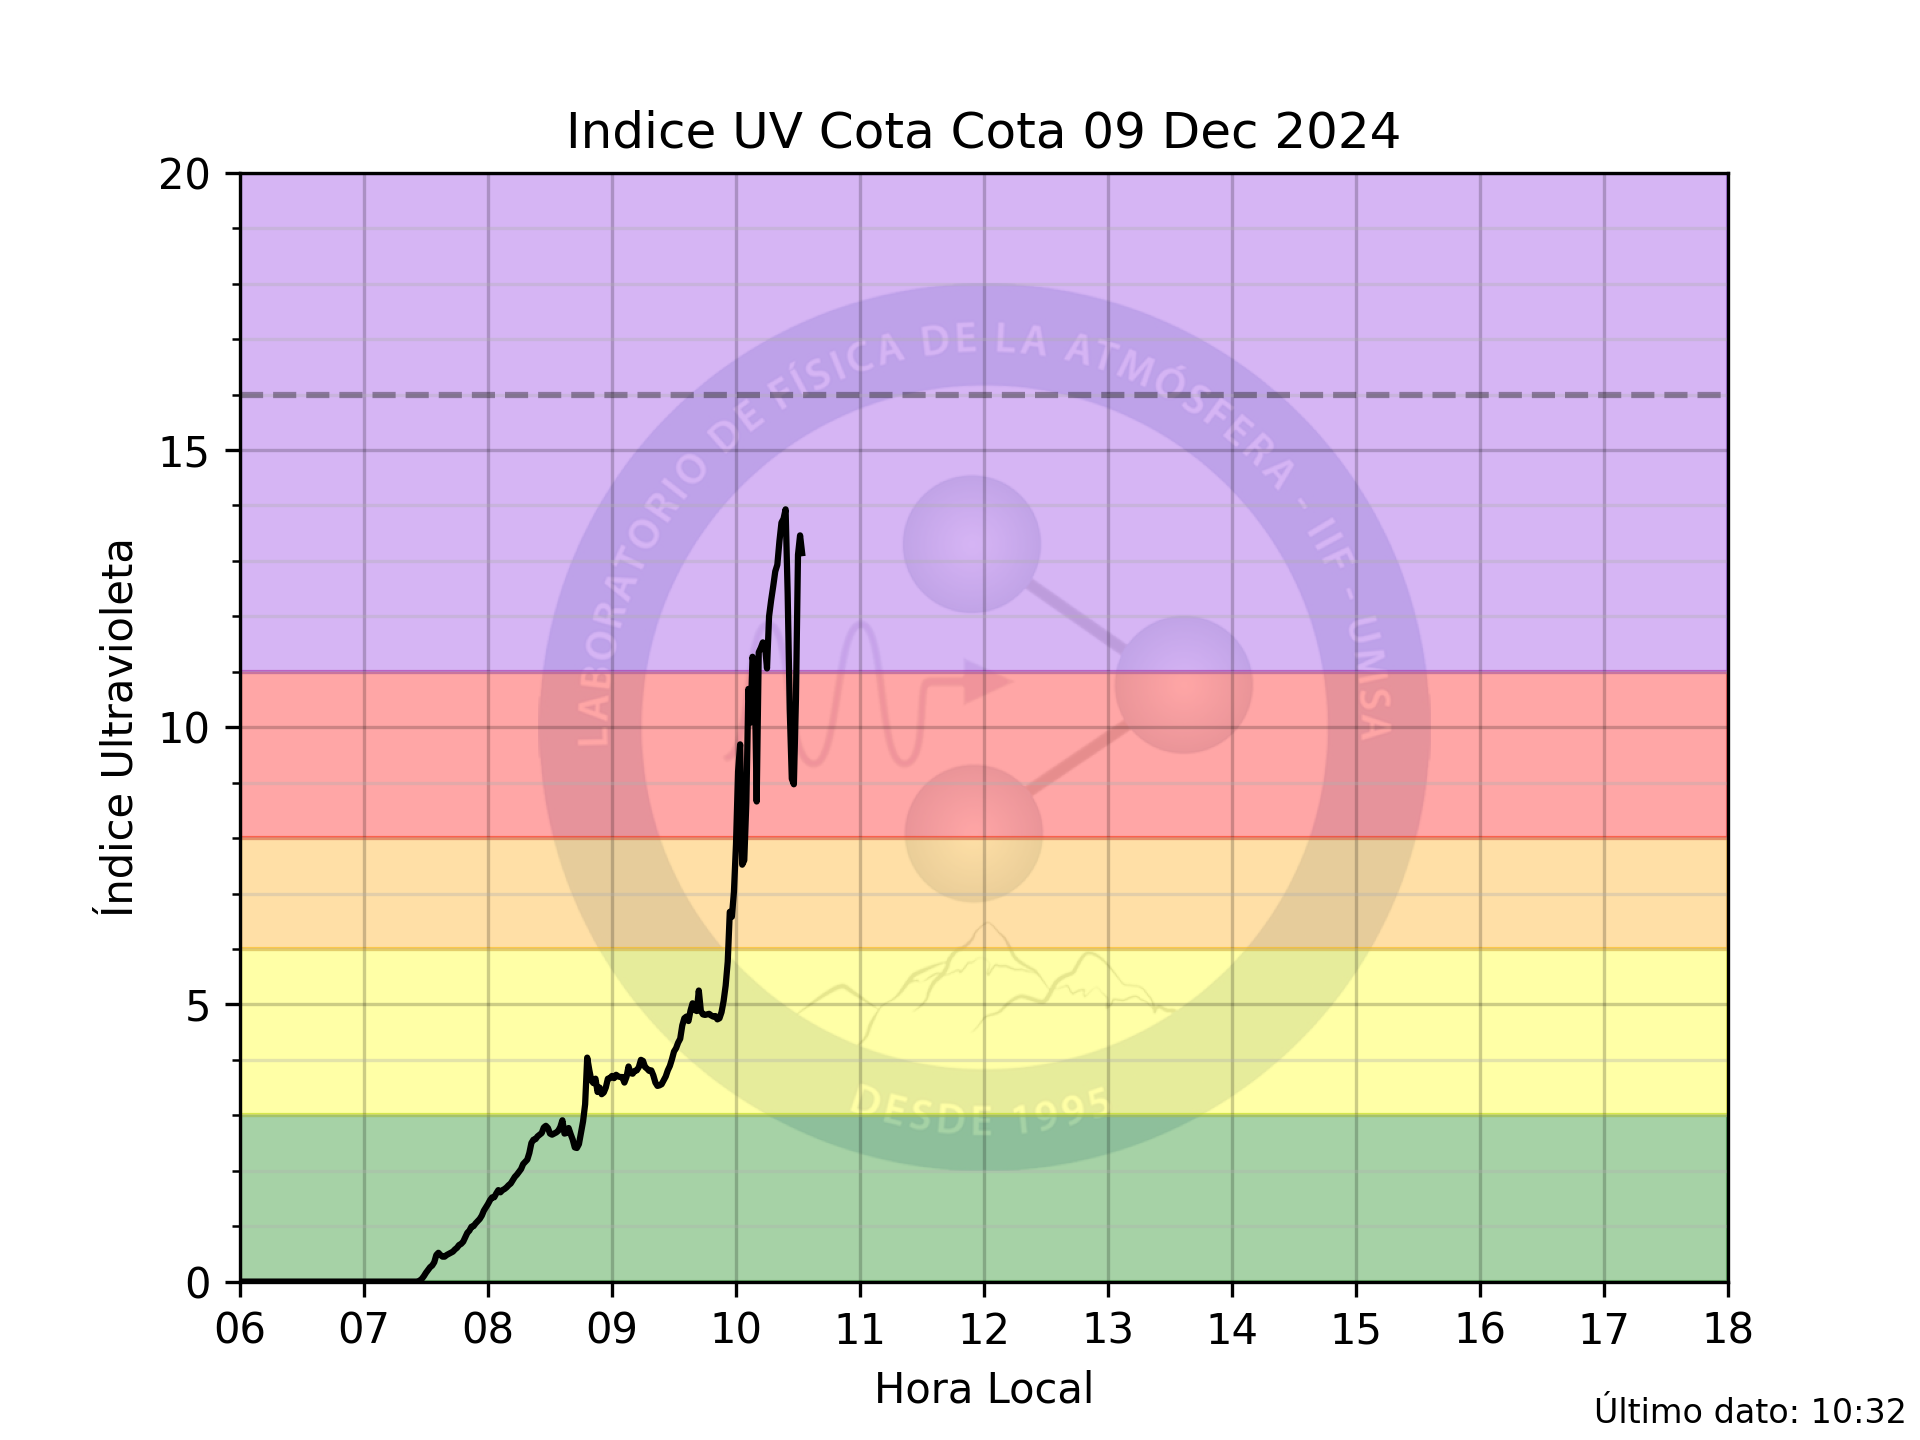 Indice UV Cota Cota 09 Dec 2024
20
15
10
5
0
Índice Ultravioleta
LABORATORIO DE FÍSICA DE LA ATMÓSFERA - IIF - UMSA
DESDE 1995
06 07 08 09 10 11 12 13 14 15 16 17 18
Hora Local
Último dato: 10:32